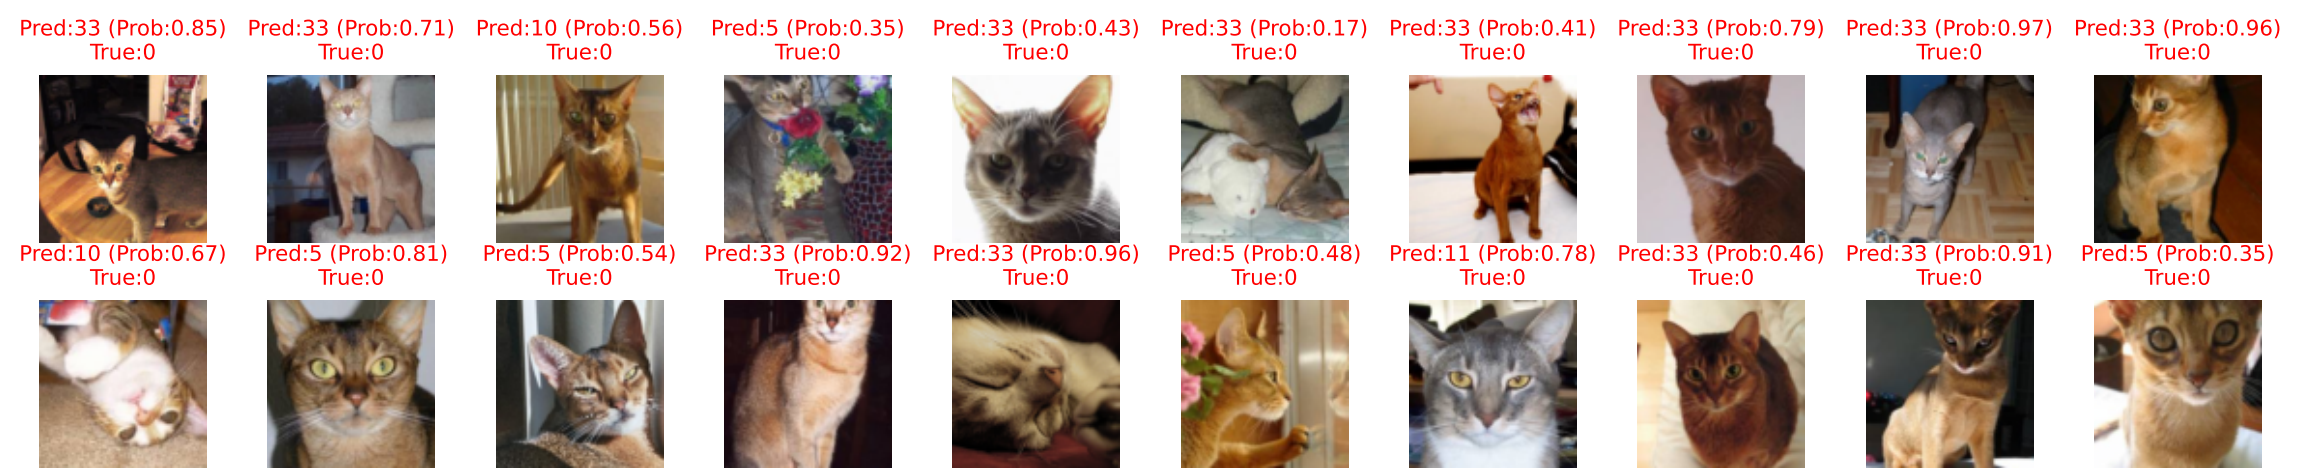 Pred:33 (Prob:0.85) Pred:33 (Prob:0.71) Pred:10 (Prob:0.56) Pred:5 (Prob:0.35) Pred:33 (Prob:0.43) Pred:33 (Prob:0.17) Pred:33 (Prob:0.41) Pred:33 (Prob:0.79) Pred:33 (Prob:0.97) Pred:33 (Prob:0.96)
True:0 True:0 True:0 True:0 True:0 True:0 True:0 True:0 True:0 True:0
Pred:10 (Prob:0.67) Pred:5 (Prob:0.81) Pred:5 (Prob:0.54) Pred:33 (Prob:0.92) Pred:33 (Prob:0.96) Pred:5 (Prob:0.48) Pred:11 (Prob:0.78) Pred:33 (Prob:0.46) Pred:33 (Prob:0.91) Pred:5 (Prob:0.35)
True:0 True:0 True:0 True:0 True:0 True:0 True:0 True:0 True:0 True:0